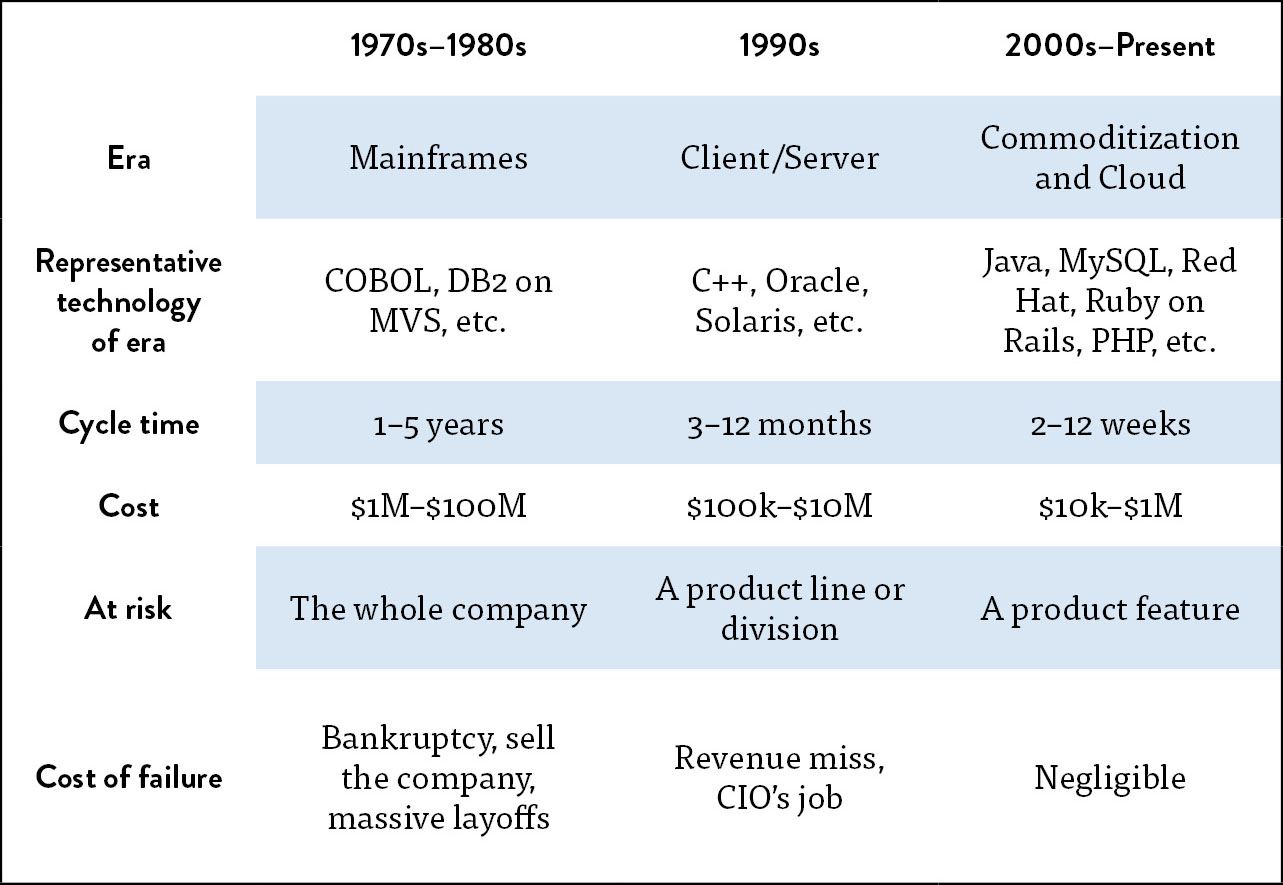 1970s–1980s 1990s 2000s–Present
Era
Mainframes
Client/Server
Commoditization
and Cloud
Representative
technology
of era
COBOL, DB2 on
MVS, etc.
C++, Oracle,
Solaris, etc.
Java, MySQL, Red
Hat, Ruby on
Rails, PHP, etc.
Cycle time
1–5 years
3–12 months
2–12 weeks
Cost
$1M–$100M
$100k–$10M
$10k–$1M
At risk
The whole company
A product line or
division
A product feature
Cost of failure
Bankruptcy, sell
the company,
massive layoffs
Revenue miss,
CIO’s job
Negligible